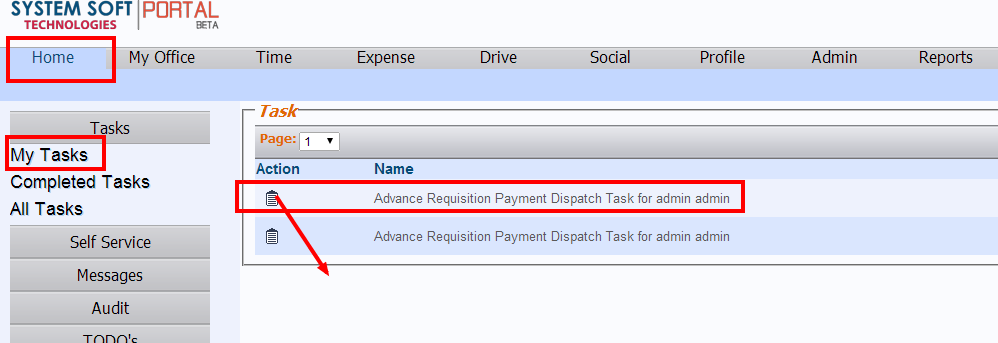 SYSTEM SOFT PORTAL
TECHNOLOGIES BETA
Home My Office Time Expense Drive Social Profile Admin Reports
Tasks
My Tasks
Completed Tasks
All Tasks
Self Service
Messages
Audit
TODO's
Task
Page: 1
Action Name
Advance Requisition Payment Dispatch Task for admin admin
Advance Requisition Payment Dispatch Task for admin admin